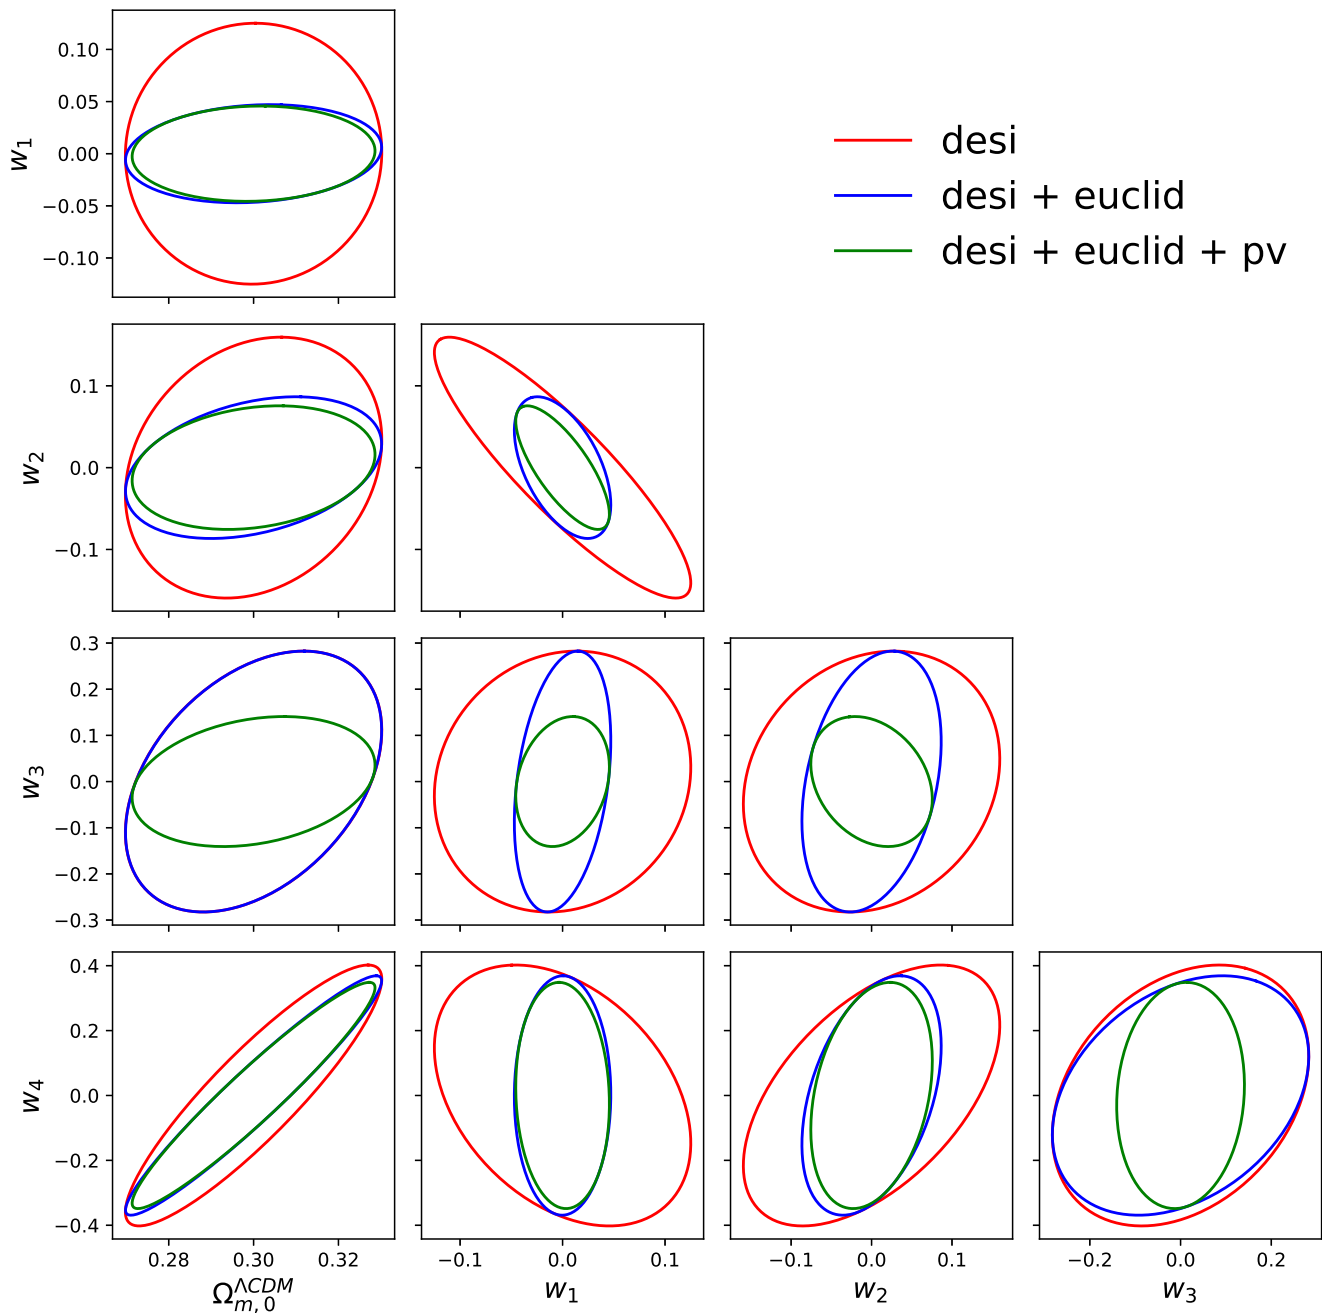 0.10
0.05
0.00
−0.05
−0.10
w₁
desi
desi + euclid
desi + euclid + pv
0.1
0.0
−0.1
w₂
0.3
0.2
0.1
0.0
−0.1
−0.2
−0.3
w₃
0.4
0.2
0.0
−0.2
−0.4
w₄
0.28 0.30 0.32
−0.1 0.0 0.1
−0.1 0.0 0.1
−0.2 0.0 0.2
Ω_{m, 0}^{ΛCDM}
w₁
w₂
w₃